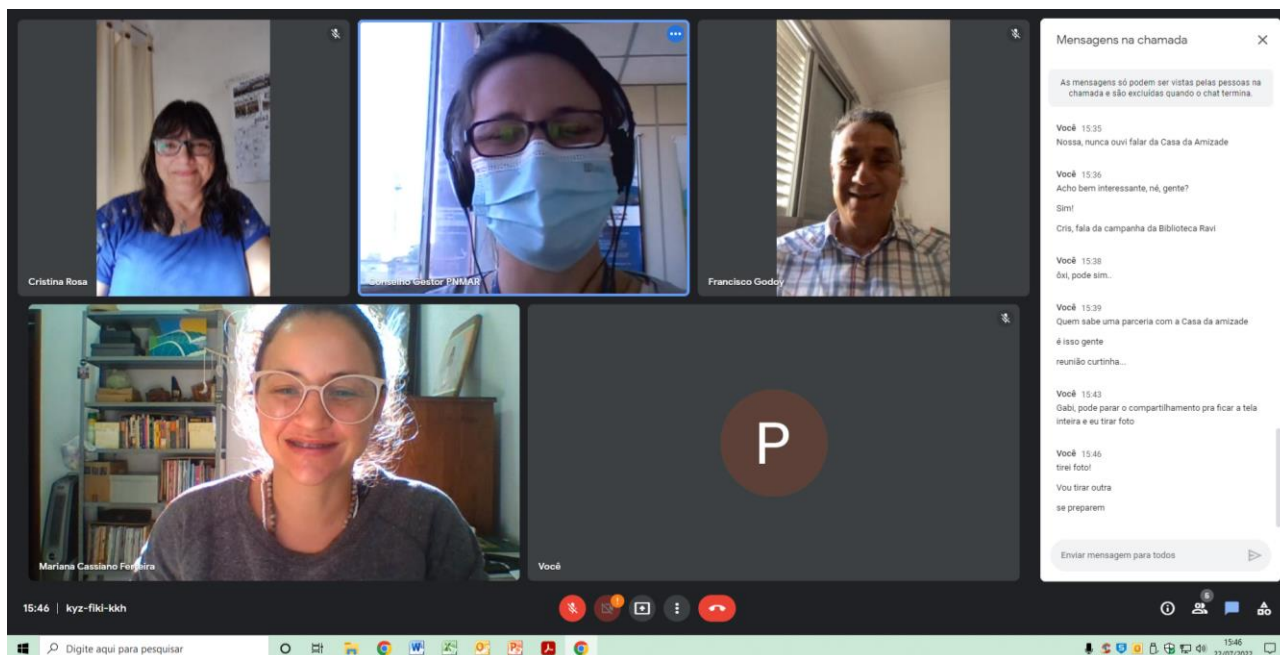 Cristina Rosa
Conselho Gestor PNMAR
Francisco Godoy
Mariana Cassiano Ferreira
Você
P
Mensagens na chamada
As mensagens só podem ser vistas pelas pessoas na
chamada e são excluídas quando o chat termina.
Você 15:35
Nossa, nunca ouvi falar da Casa da Amizade
Você 15:36
Acho bem interessante, né, gente?
Sim!
Cris, fala da campanha da Biblioteca Ravi
Você 15:38
ôxi, pode sim..
Você 15:39
Quem sabe uma parceria com a Casa da amizade
é isso gente
reunião curtinha...
Você 15:43
Gabi, pode parar o compartilhamento pra ficar a tela
inteira e eu tirar foto
Você 15:46
tirei foto!
Vou tirar outra
se preparem
Enviar mensagem para todos
15:46 | kyz-fiki-kkh
6
Digite aqui para pesquisar
15:46
22/07/2022